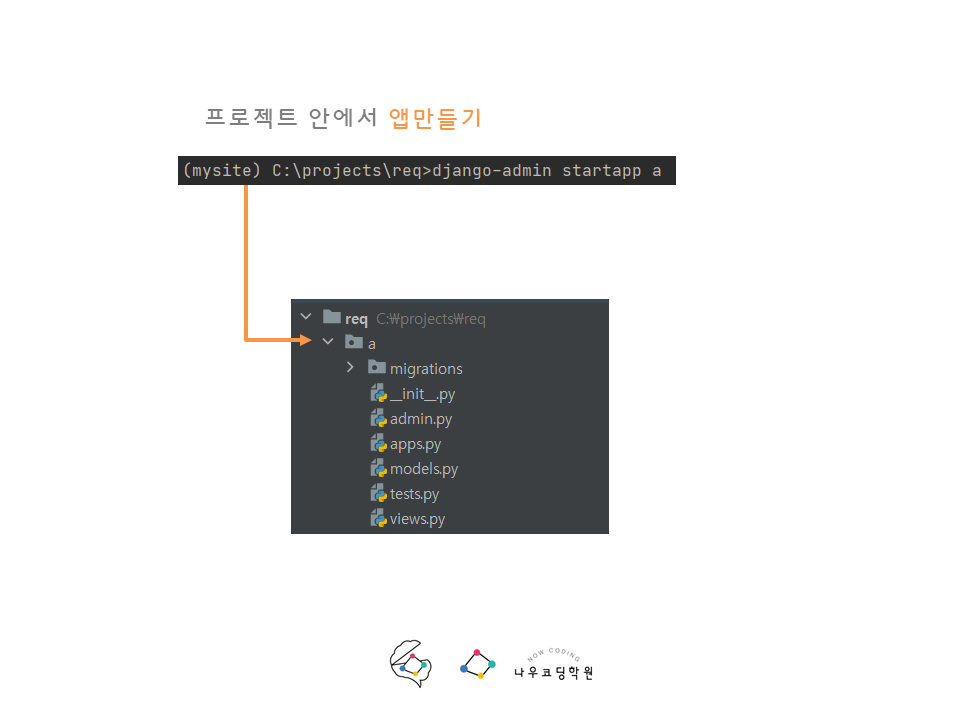 프로젝트 안에서 앱만들기
(mysite) C:\projects\req>django-admin startapp a
req C:₩projects₩req
a
migrations
__init__.py
admin.py
apps.py
models.py
tests.py
views.py
NOW CODING
나우코딩학원